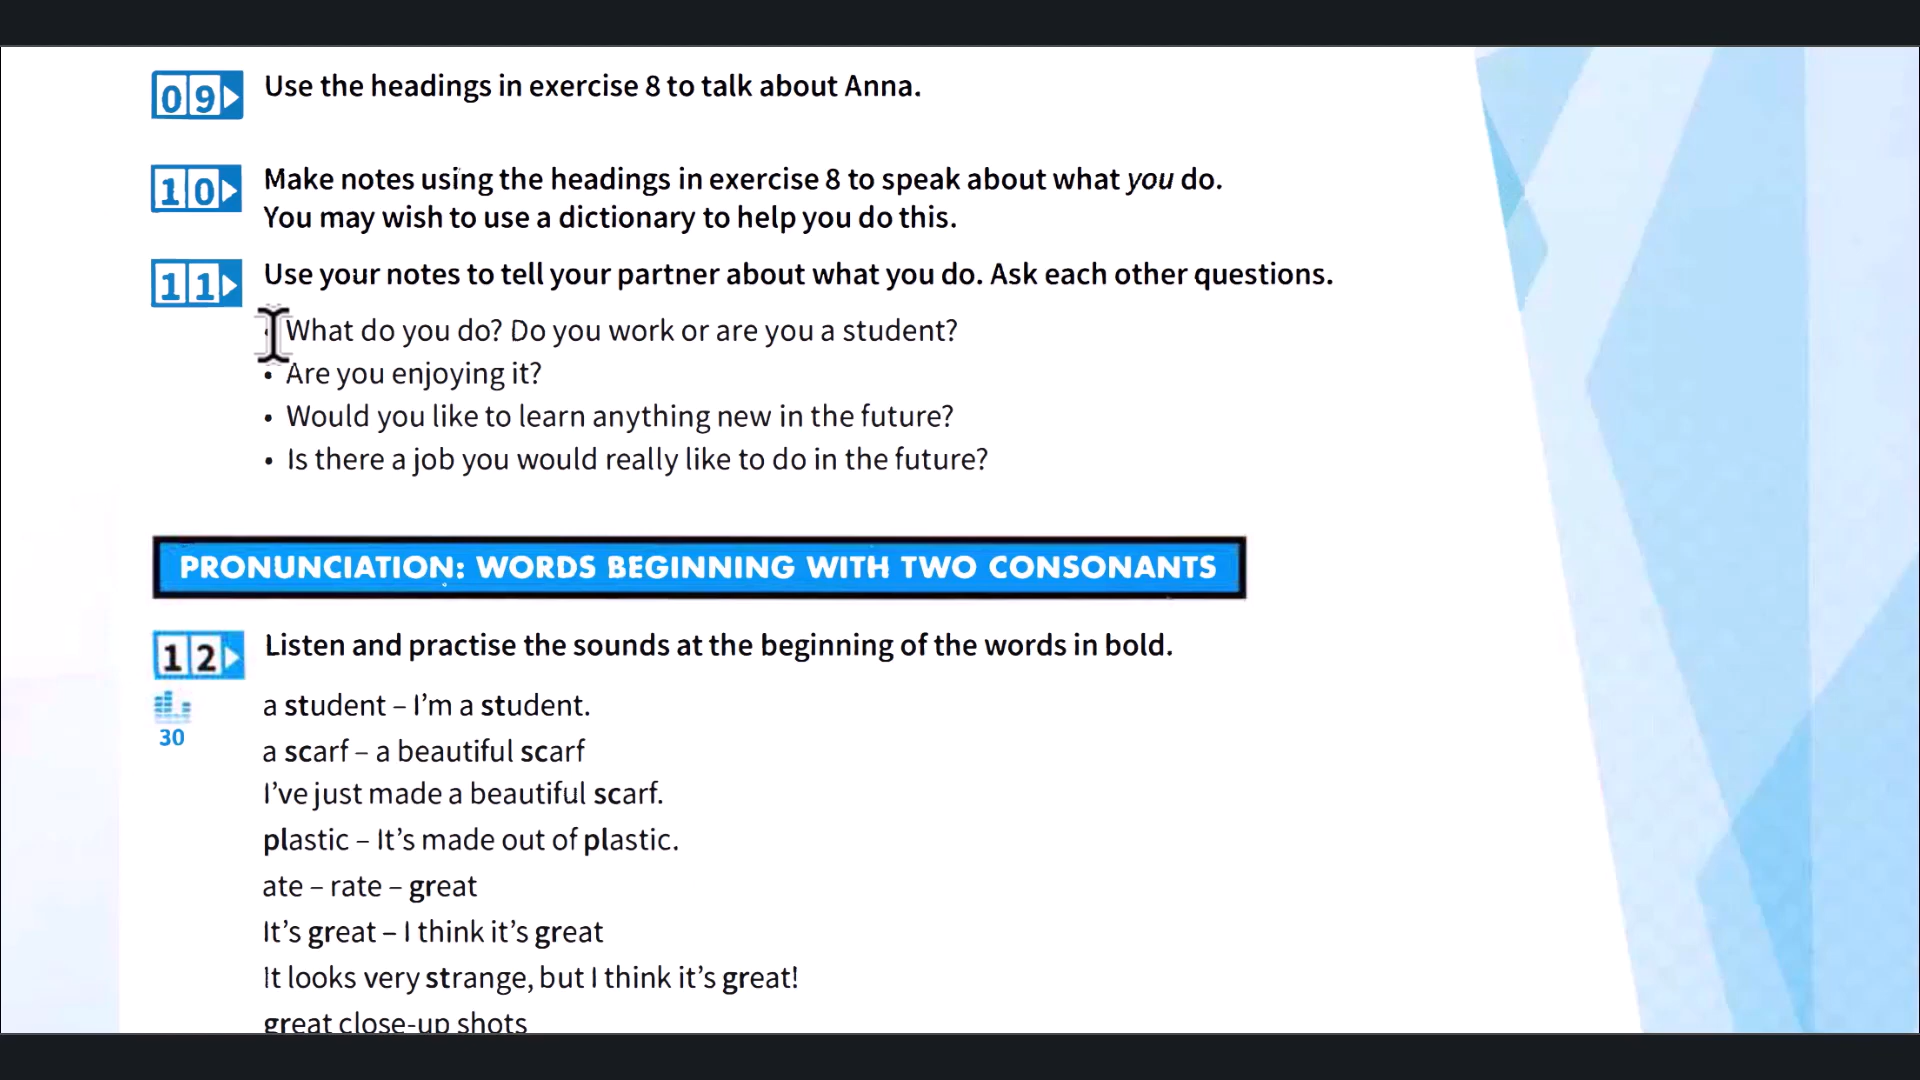 09 Use the headings in exercise 8 to talk about Anna.
10 Make notes using the headings in exercise 8 to speak about what you do.
You may wish to use a dictionary to help you do this.
11 Use your notes to tell your partner about what you do. Ask each other questions.
What do you do? Do you work or are you a student?
• Are you enjoying it?
• Would you like to learn anything new in the future?
• Is there a job you would really like to do in the future?
PRONUNCIATION: WORDS BEGINNING WITH TWO CONSONANTS
12 Listen and practise the sounds at the beginning of the words in bold.
30
a student – I'm a student.
a scarf – a beautiful scarf
I've just made a beautiful scarf.
plastic – It's made out of plastic.
ate – rate – great
It's great – I think it's great
It looks very strange, but I think it's great!
great close-up shots